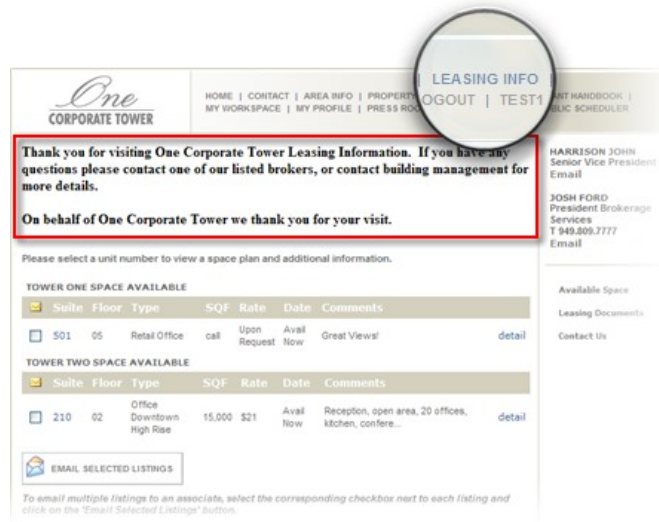 One
CORPORATE TOWER
HOME | CONTACT | AREA INFO | PROPERTY
| LEASING INFO |
MY WORKSPACE | MY PROFILE | PRESS
LOGOUT | TEST1
HANDBOOK |
SCHEDULER
Thank you for visiting One Corporate Tower Leasing Information. If you have any
questions please contact one of our listed brokers, or contact building management for
more details.
On behalf of One Corporate Tower we thank you for your visit.
Please select a unit number to view a space plan and additional information.
TOWER ONE SPACE AVAILABLE
Suite Floor Type SQF Rate Date Comments
501 05 Retail Office call Upon Request Avail Now Great Views! detail
TOWER TWO SPACE AVAILABLE
Suite Floor Type SQF Rate Date Comments
210 02 Office Downtown High Rise 15,000 $21 Avail Now Reception, open area, 20 offices, kitchen, confere... detail
EMAIL SELECTED LISTINGS
To email multiple listings to an associate, select the corresponding checkbox next to each listing and
click on the 'Email Selected Listings' button.
HARRISON JOHN
Senior Vice President
Email
JOSH FORD
President Brokerage
Services
T 949.809.7777
Email
Available Space
Leasing Documents
Contact Us